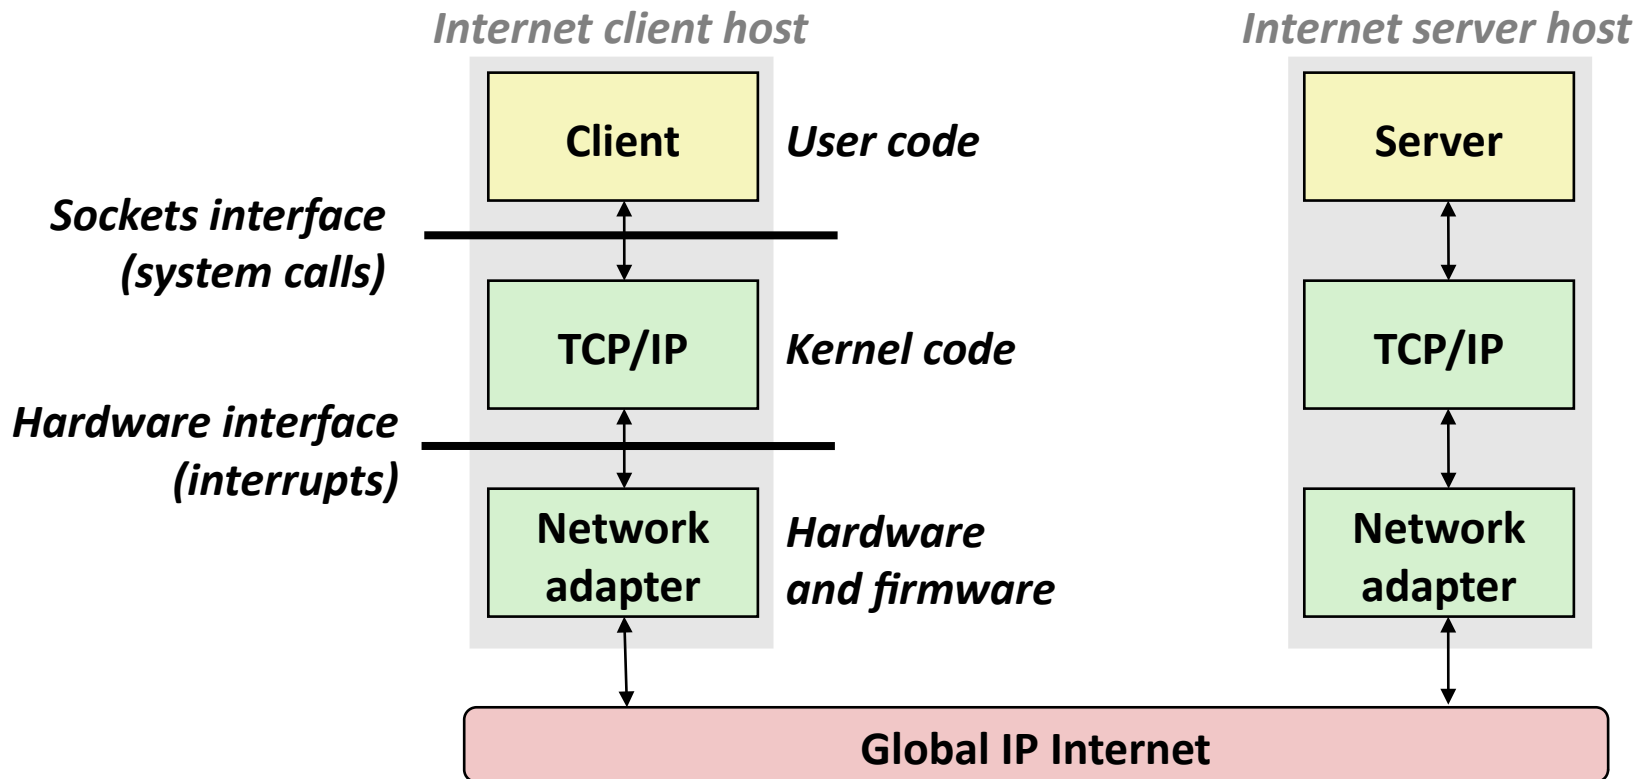 Internet client host
Internet server host
Client
User code
Server
Sockets interface
(system calls)
TCP/IP
Kernel code
TCP/IP
Hardware interface
(interrupts)
Network
adapter
Hardware
and firmware
Network
adapter
Global IP Internet